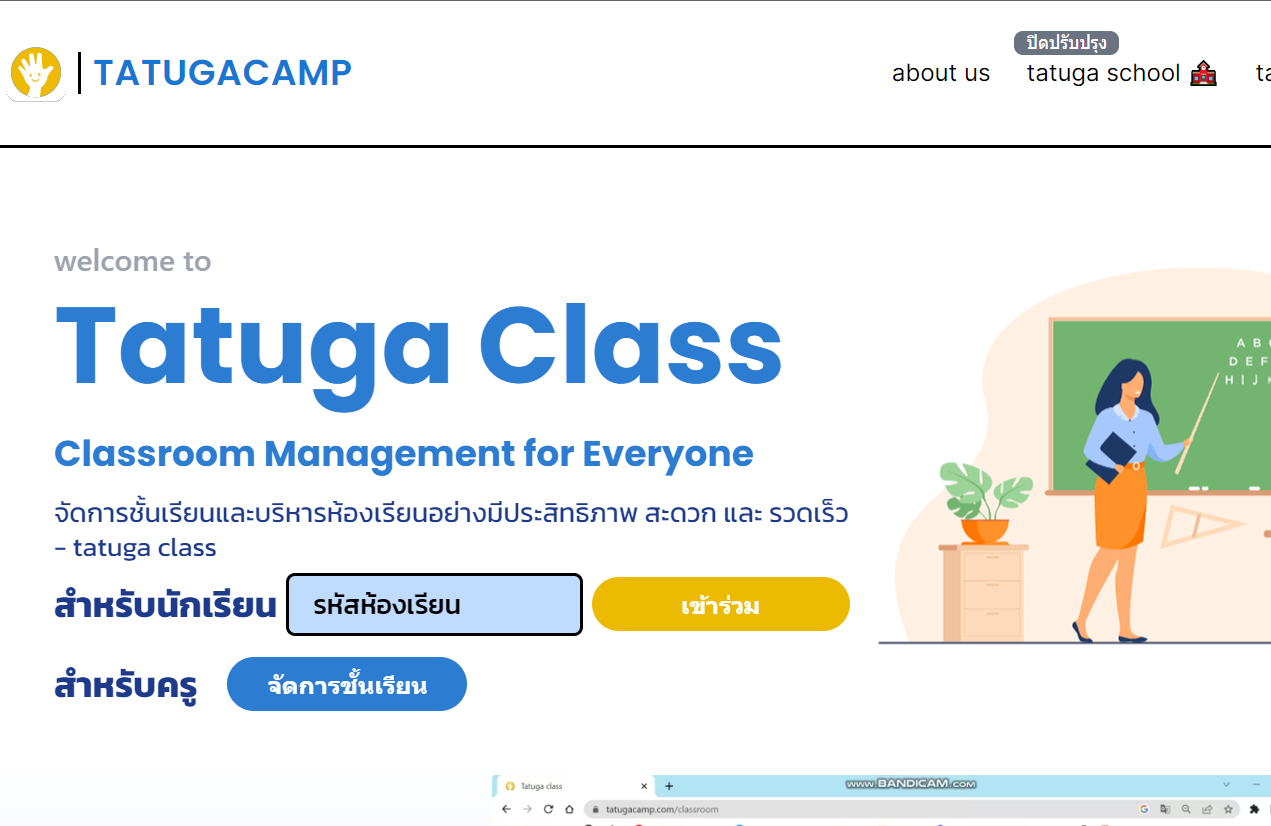 TATUGACAMP
ปิดปรับปรุง
about us
tatuga school
welcome to
Tatuga Class
Classroom Management for Everyone
จัดการชั้นเรียนและบริหารห้องเรียนอย่างมีประสิทธิภาพ สะดวก และ รวดเร็ว
- tatuga class
สำหรับนักเรียน รหัสห้องเรียน เข้าร่วม
สำหรับครู จัดการชั้นเรียน
A B
D E F
H I J
Tatuga class
www.BANDICAM.com
tatugacamp.com/classroom